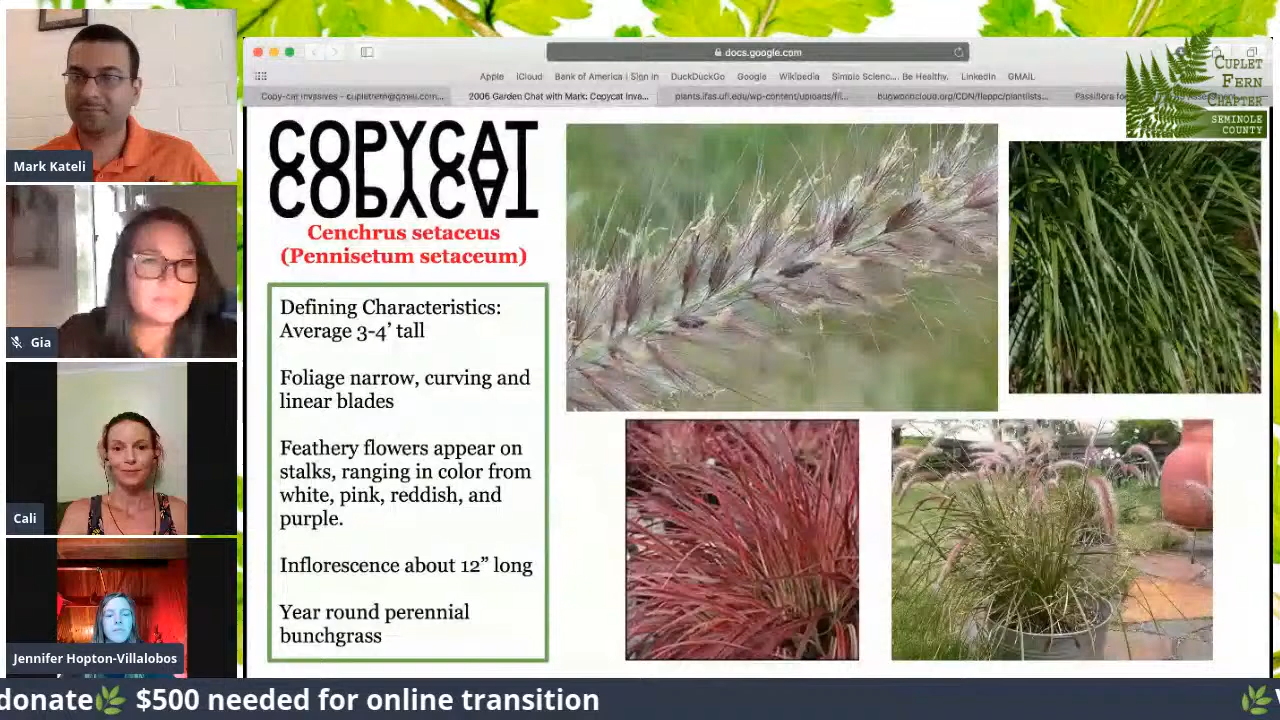 Mark Kateli
Gia
Cali
Jennifer Hopton-Villalobos
docs.google.com
Apple iCloud Bank of America | Sign In DuckDuckGo Google Wikipedia Simple Scienc... Be Healthy. LinkedIn GMAIL
Copy-cat invasives - cupletfern@gmail.com... 2006 Garden Chat with Mark: Copycat Inva... plants.ifas.ufl.edu/wp-content/uploads/fil... bugwoodcloud.org/CDN/fleppc/plantlists... Passiflora fo
CUPLET
FERN
CHAPTER
SEMINOLE
COUNTY
COPYCAT
COPYCAT
Cenchrus setaceus
(Pennisetum setaceum)
Defining Characteristics:
Average 3-4’ tall
Foliage narrow, curving and
linear blades
Feathery flowers appear on
stalks, ranging in color from
white, pink, reddish, and
purple.
Inflorescence about 12” long
Year round perennial
bunchgrass
donate $500 needed for online transition